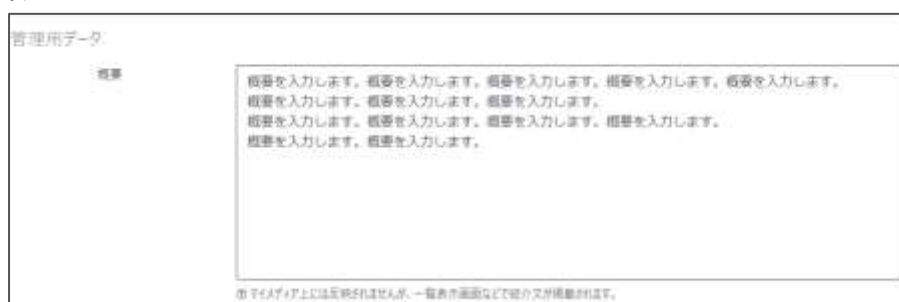 管理用データ
概要
概要を入力します。概要を入力します。概要を入力します。概要を入力します。概要を入力します。
概要を入力します。概要を入力します。概要を入力します。
概要を入力します。概要を入力します。概要を入力します。概要を入力します。
概要を入力します。概要を入力します。
マイメディア上には反映されませんが、一覧表示画面などで紹介文が掲載されます。